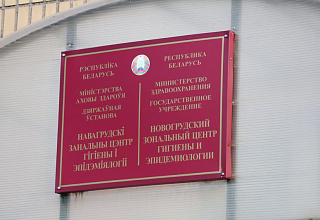 РЭСПУБЛІКА
БЕЛАРУСЬ
МІНІСТЭРСТВА
АХОВЫ ЗДАРОЎЯ
ДЗЯРЖАЎНАЯ
ЎСТАНОВА
НАВАГРУДСКІ
ЗАНАЛЬНЫ ЦЭНТР
ГІГІЕНЫ І
ЭПІДЭМІЯЛОГІІ
РЕСПУБЛИКА
БЕЛАРУСЬ
МИНИСТЕРСТВО
ЗДРАВООХРАНЕНИЯ
ГОСУДАРСТВЕННОЕ
УЧРЕЖДЕНИЕ
НОВОГРУДСКИЙ
ЗОНАЛЬНЫЙ ЦЕНТР
ГИГИЕНЫ И
ЭПИДЕМИОЛОГИИ